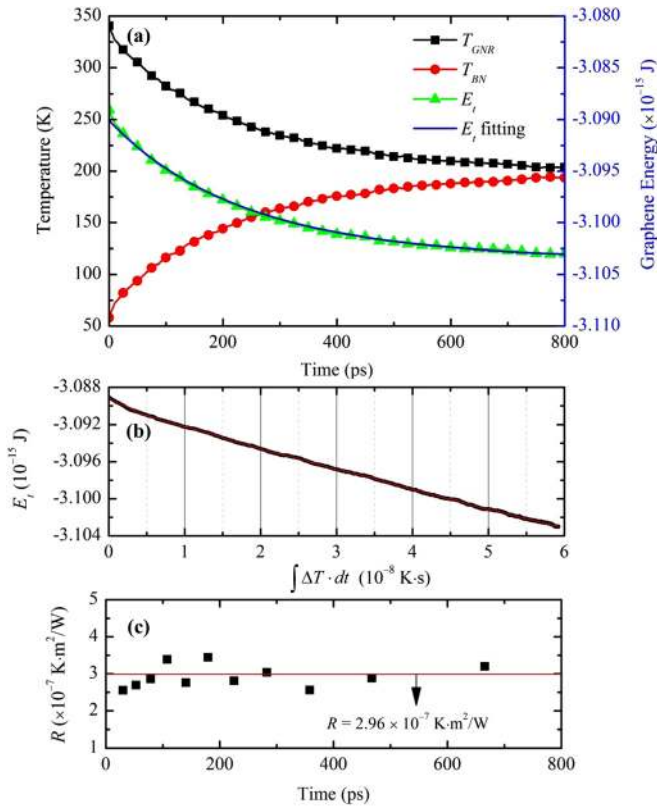 350
300
250
200
150
100
50
Temperature (K)
(a)
T_GNR
T_BN
E_t
E_t fitting
-3.080
-3.085
-3.090
-3.095
-3.100
-3.105
-3.110
Graphene Energy (×10⁻¹⁵ J)
0 200 400 600 800
Time (ps)
-3.088
-3.092
-3.096
-3.100
-3.104
E_t (10⁻¹⁵ J)
(b)
0 1 2 3 4 5 6
∫ ΔT · dt (10⁻⁸ K·s)
5
4
3
2
1
R (×10⁻⁷ K·m²/W)
(c)
R = 2.96 × 10⁻⁷ K·m²/W
0 200 400 600 800
Time (ps)